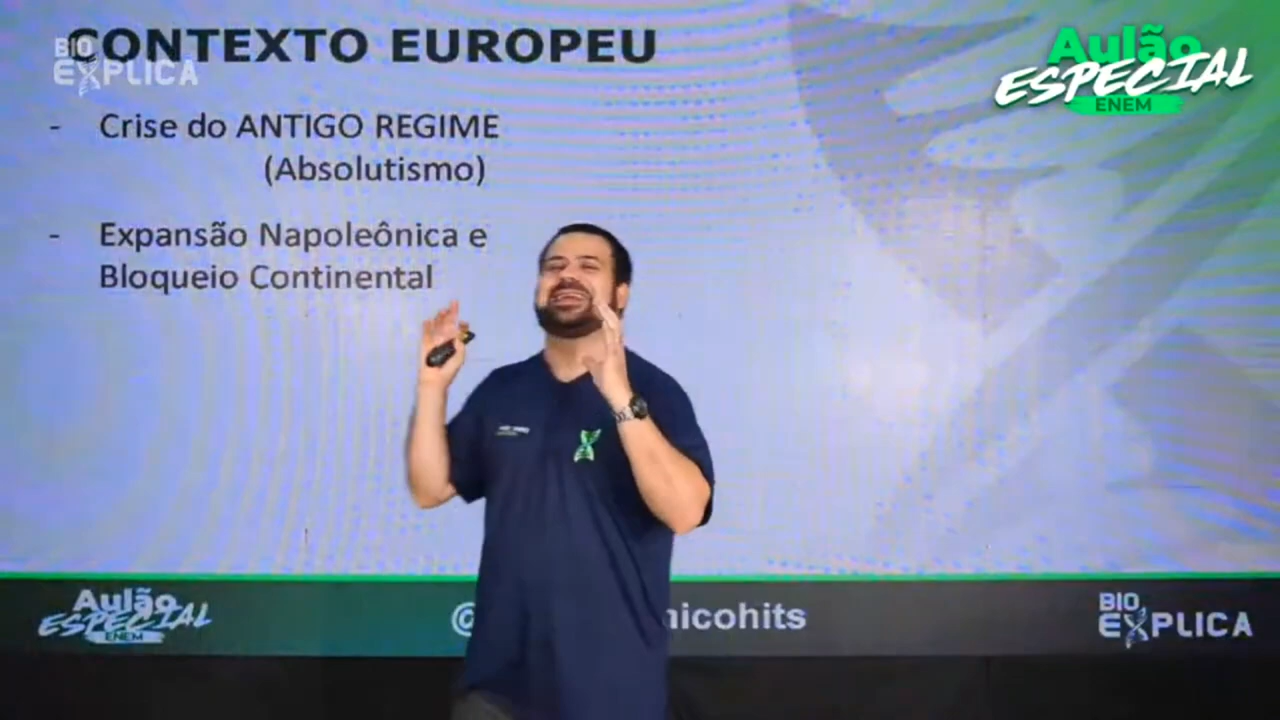 CONTEXTO EUROPEU
BIO
EXPLICA
Aulão
ESPECIAL
ENEM
- Crise do ANTIGO REGIME
(Absolutismo)
- Expansão Napoleônica e
Bloqueio Continental
Aulão
ESPECIAL
ENEM
@
nicohits
BIO
EXPLICA